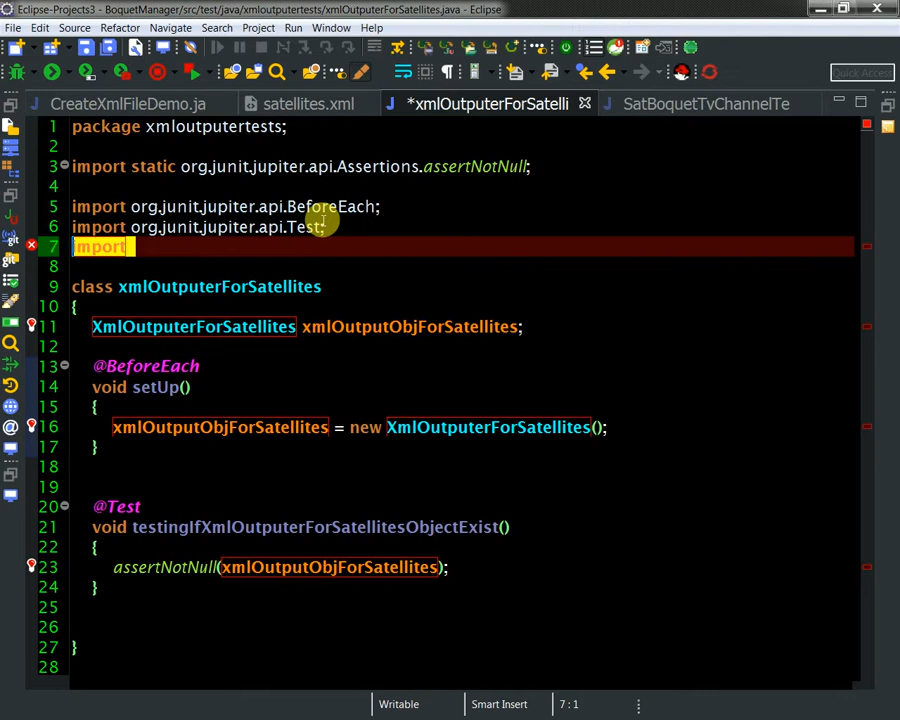 Eclipse-Projects3 - BoquetManager/src/test/java/xmloutputertests/xmlOutputerForSatellites.java - Eclipse
File Edit Source Refactor Navigate Search Project Run Window Help
Quick Access
CreateXmlFileDemo.ja satellites.xml *xmlOutputerForSatelli SatBoquetTvChannelTe
1 package xmloutputertests;
2
3 import static org.junit.jupiter.api.Assertions.assertNotNull;
4
5 import org.junit.jupiter.api.BeforeEach;
6 import org.junit.jupiter.api.Test;
7 import
8
9 class xmlOutputerForSatellites
10 {
11 XmlOutputerForSatellites xmlOutputObjForSatellites;
12
13 @BeforeEach
14 void setUp()
15 {
16 xmlOutputObjForSatellites = new XmlOutputerForSatellites();
17 }
18
19
20 @Test
21 void testingIfXmlOutputerForSatellitesObjectExist()
22 {
23 assertNotNull(xmlOutputObjForSatellites);
24 }
25
26
27 }
28
Writable Smart Insert 7 : 1